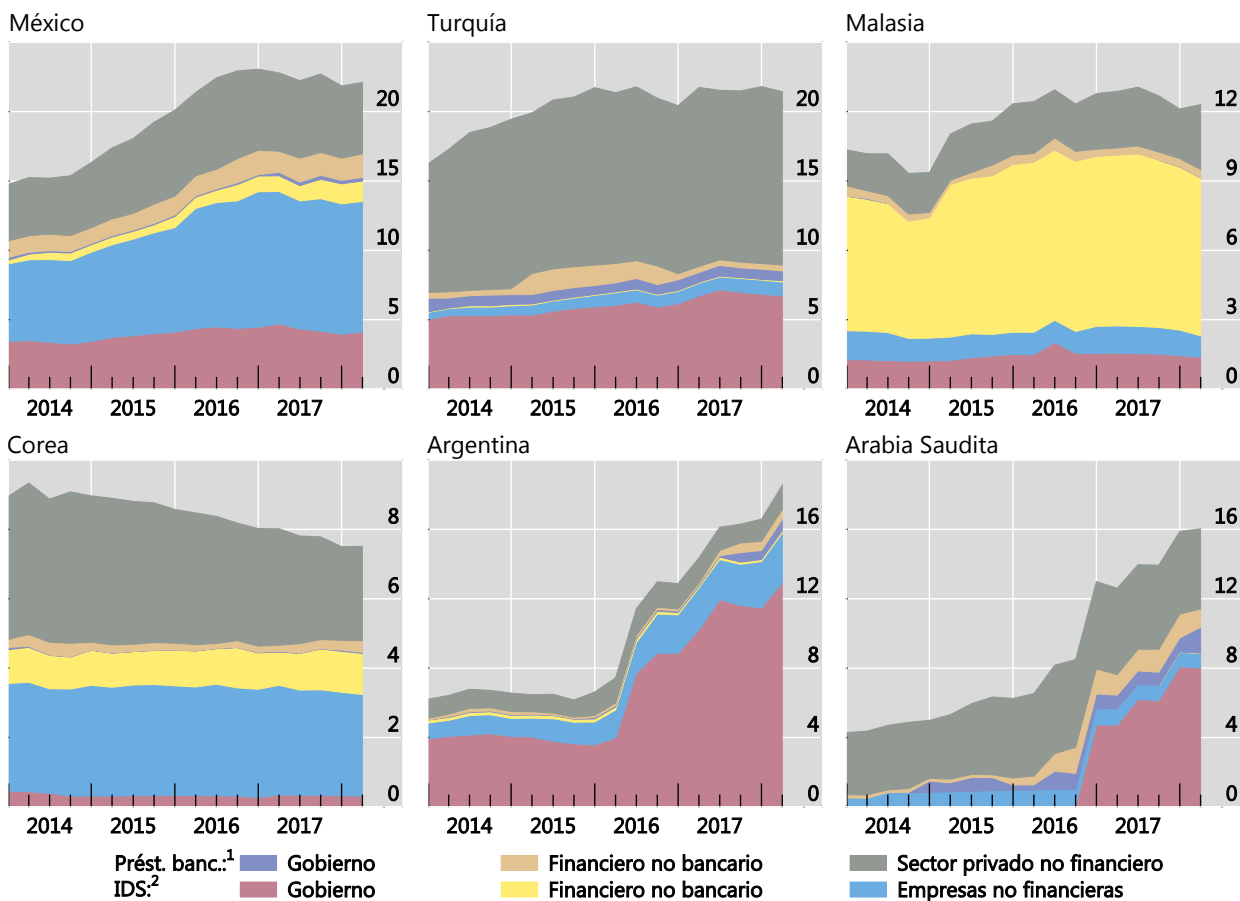 México
Turquía
Malasia
20
15
10
5
0
20
15
10
5
0
12
9
6
3
0
2014 2015 2016 2017
2014 2015 2016 2017
2014 2015 2016 2017
Corea
Argentina
Arabia Saudita
8
6
4
2
0
16
12
8
4
0
16
12
8
4
0
2014 2015 2016 2017
2014 2015 2016 2017
2014 2015 2016 2017
Prést. banc.:1 Gobierno Financiero no bancario Sector privado no financiero
IDS:2 Gobierno Financiero no bancario Empresas no financieras